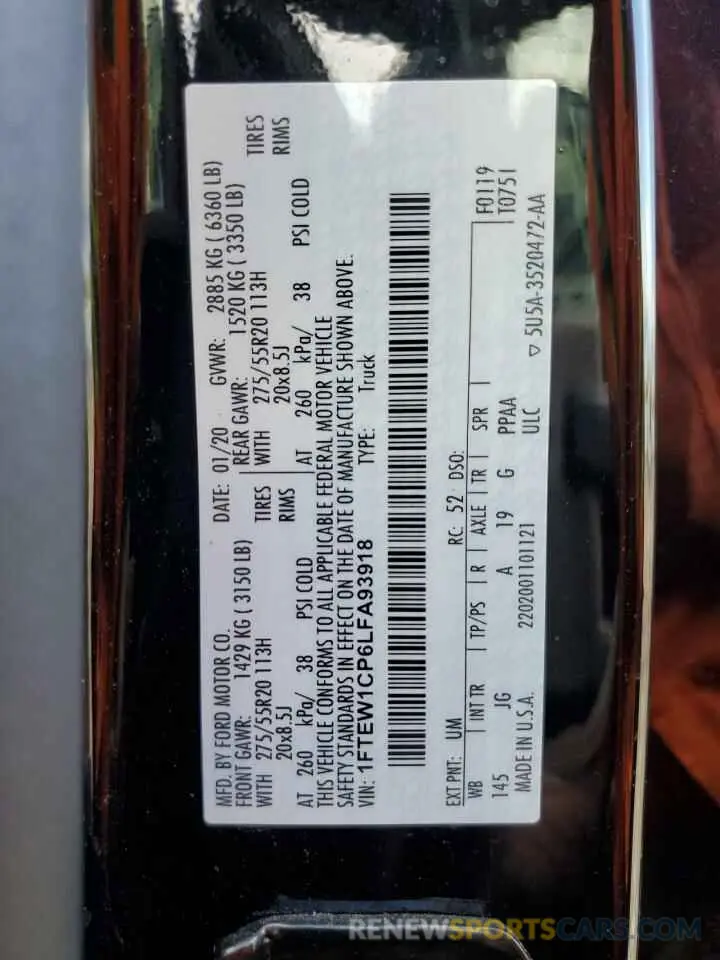 MFD. BY FORD MOTOR CO.
DATE: 01/20 GVWR: 2885 KG ( 6360 LB)
FRONT GAWR: 1429 KG ( 3150 LB) REAR GAWR: 1520 KG ( 3350 LB)
WITH 275/55R20 113H TIRES WITH 275/55R20 113H TIRES
20x8.5J RIMS 20x8.5J RIMS
AT 260 kPa/ 38 PSI COLD AT 260 kPa/ 38 PSI COLD
THIS VEHICLE CONFORMS TO ALL APPLICABLE FEDERAL MOTOR VEHICLE
SAFETY STANDARDS IN EFFECT ON THE DATE OF MANUFACTURE SHOWN ABOVE.
VIN: 1FTEW1CP6LFA93918 TYPE: Truck
EXT PNT: UM RC: 52 DSO:
WB INT TR TP/PS R AXLE TR SPR F0119
T0751
145 JG A 19 G PPAA
ULC
MADE IN U.S.A. 2202001101121 ▽ 5U5A-3520472-AA
RENEWSPORTSCARS.COM